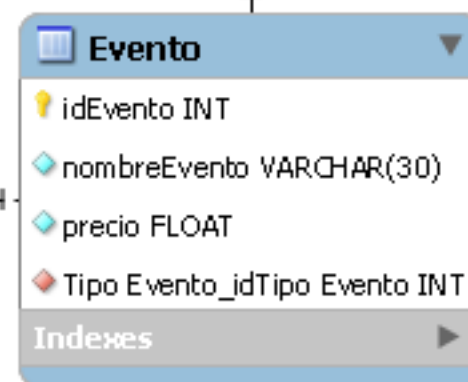 Evento
idEvento INT
nombreEvento VARCHAR(30)
precio FLOAT
Tipo Evento_idTipo Evento INT
Indexes